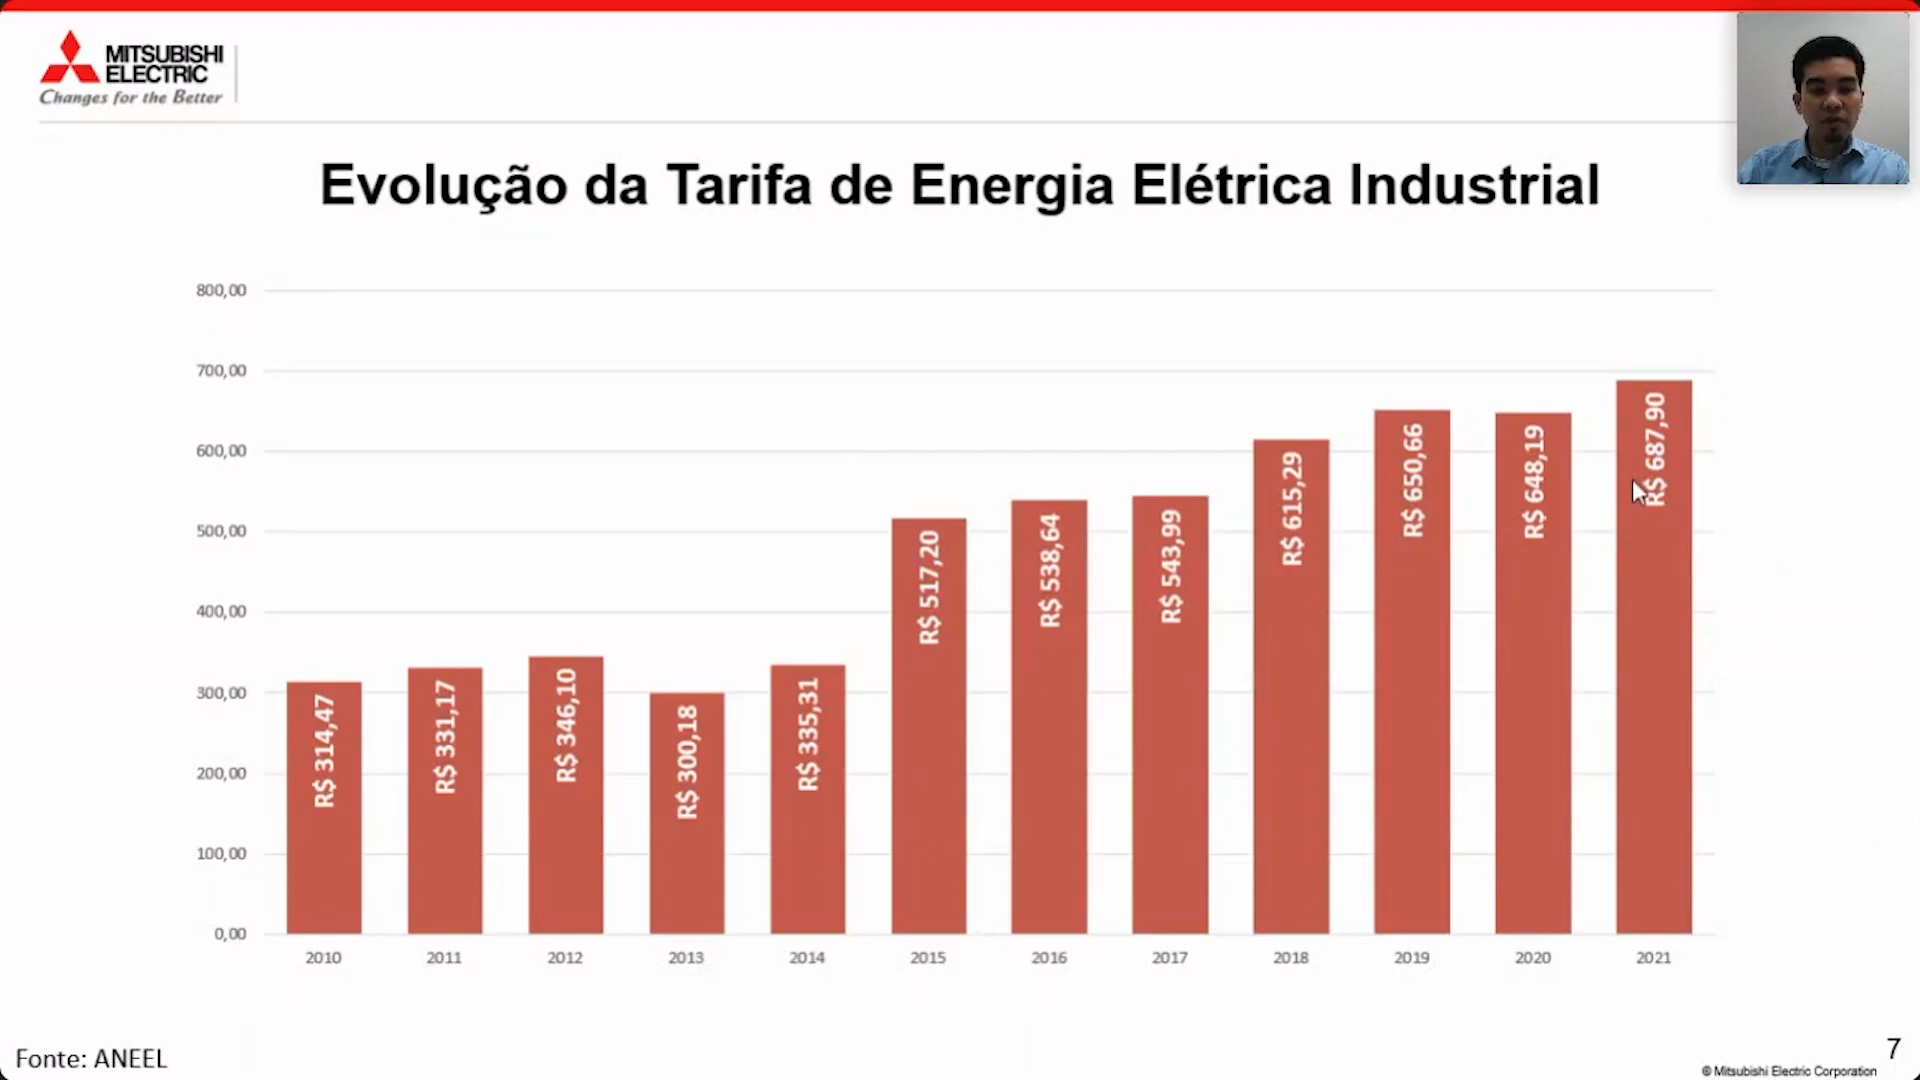 MITSUBISHI
ELECTRIC
Changes for the Better
Evolução da Tarifa de Energia Elétrica Industrial
800,00
700,00
600,00
500,00
400,00
300,00
200,00
100,00
0,00
R$ 314,47
R$ 331,17
R$ 346,10
R$ 300,18
R$ 335,31
R$ 517,20
R$ 538,64
R$ 543,99
R$ 615,29
R$ 650,66
R$ 648,19
R$ 687,90
2010
2011
2012
2013
2014
2015
2016
2017
2018
2019
2020
2021
Fonte: ANEEL
7
© Mitsubishi Electric Corporation